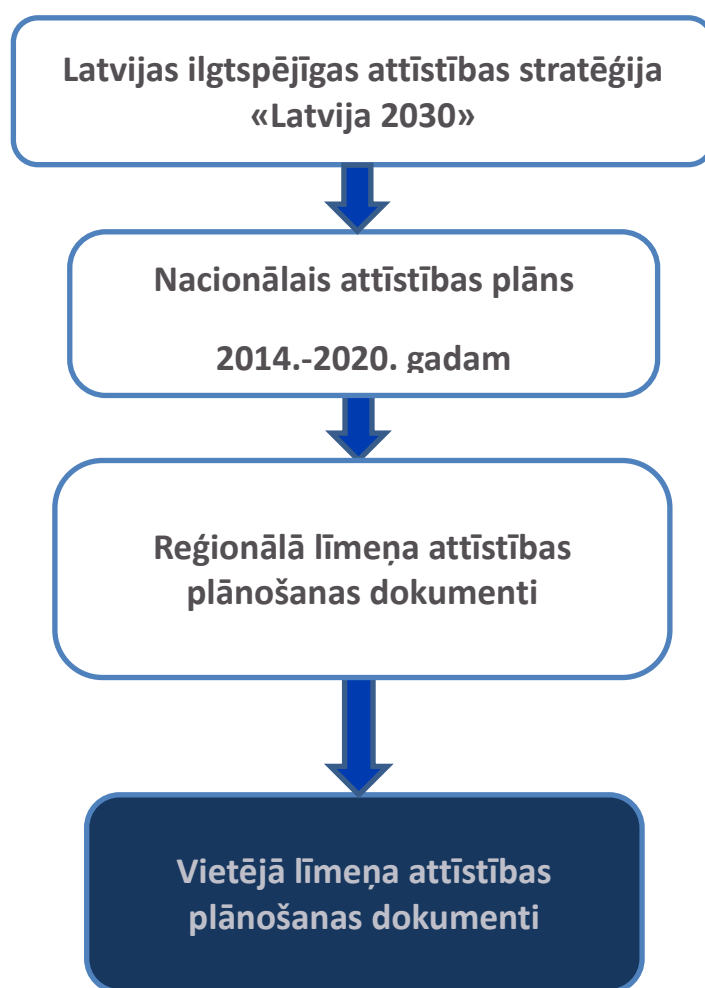 Latvijas ilgtspējīgas attīstības stratēģija
«Latvija 2030»
Nacionālais attīstības plāns
2014.-2020. gadam
Reģionālā līmeņa attīstības
plānošanas dokumenti
Vietējā līmeņa attīstības
plānošanas dokumenti